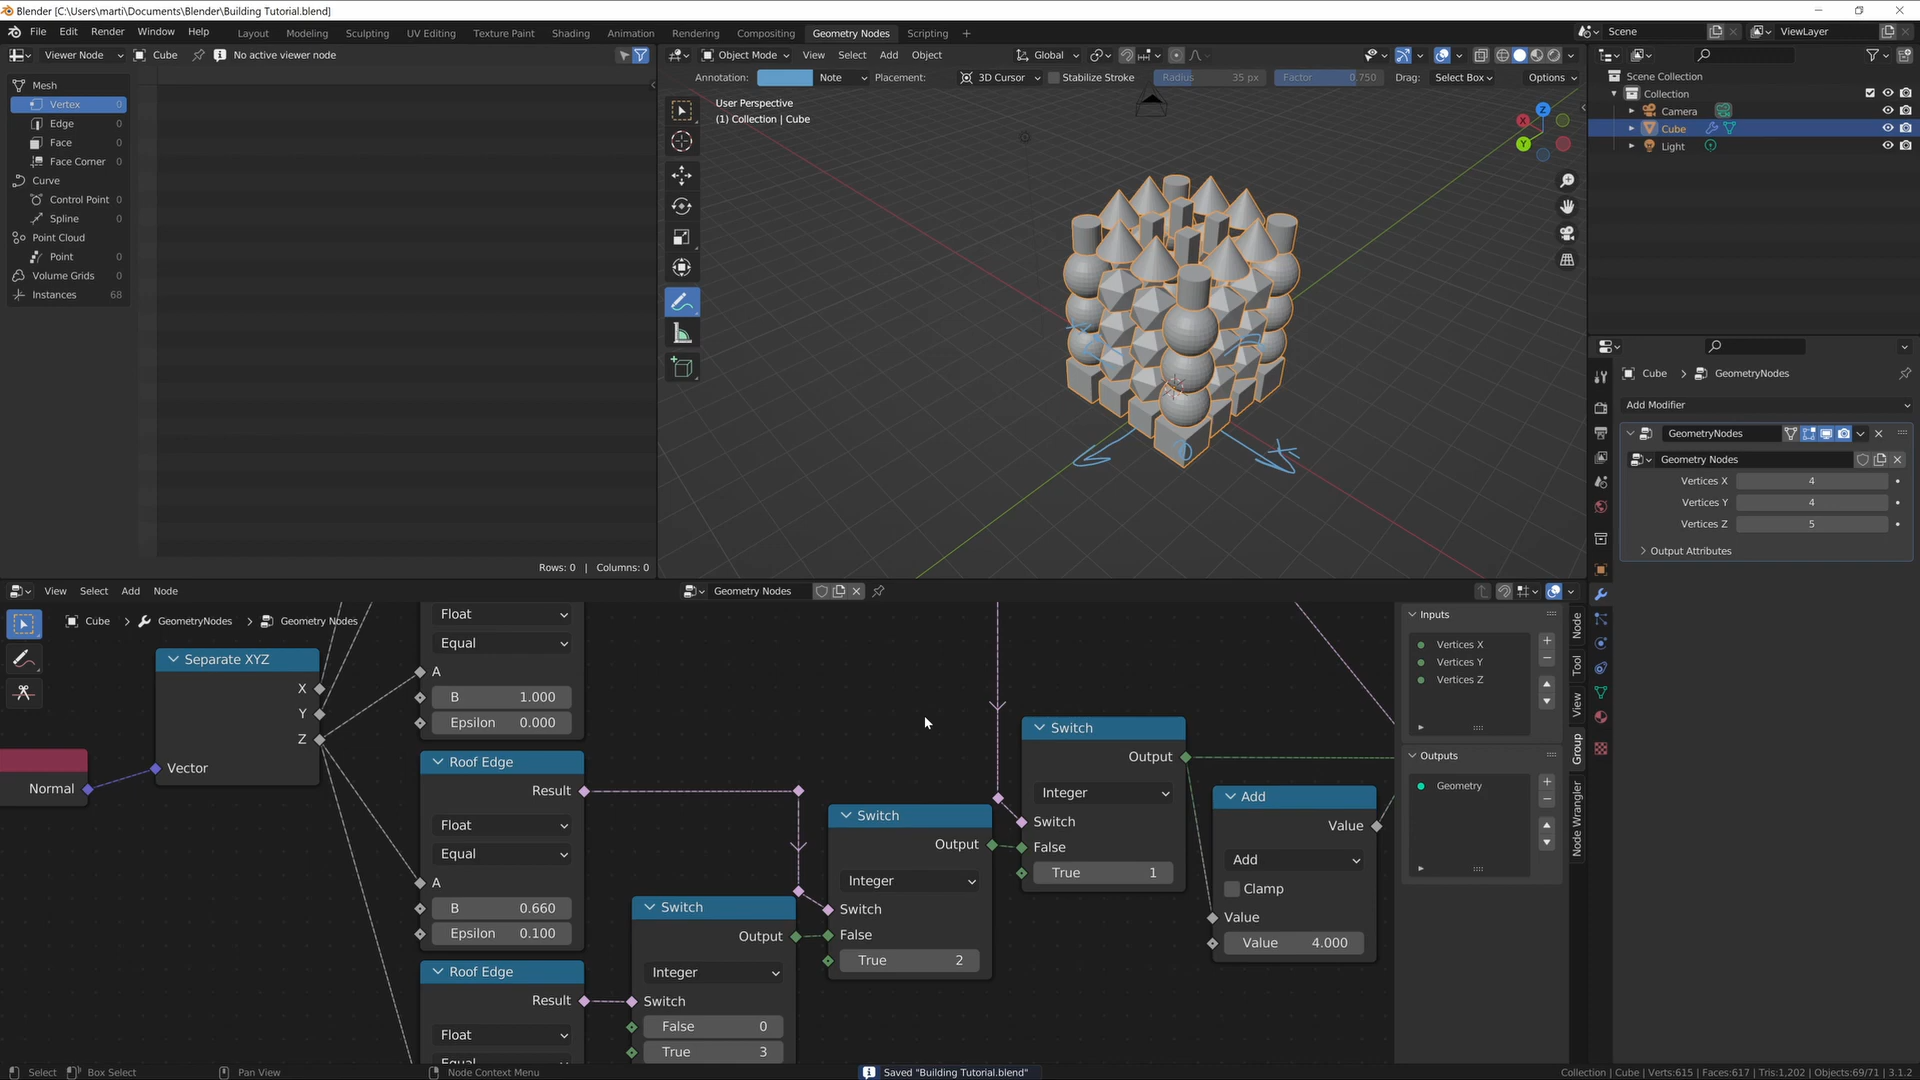 Blender [C:\Users\marti\Documents\Blender\Building Tutorial.blend]
File Edit Render Window Help
Layout Modeling Sculpting UV Editing Texture Paint Shading Animation Rendering Compositing Geometry Nodes Scripting +
Scene ViewLayer
Viewer Node Cube No active viewer node
Object Mode View Select Add Object Global
Annotation: Note Placement: 3D Cursor Stabilize Stroke Radius 35 px Factor 0.750 Drag: Select Box Options
Mesh
Vertex 0
Edge 0
Face 0
Face Corner 0
Curve
Control Point 0
Spline 0
Point Cloud
Point 0
Volume Grids
Instances 68
Rows: 0 Columns: 0
User Perspective
(1) Collection | Cube
Z
X
Y
X
0
Scene Collection
Collection
Camera
Cube
Light
Cube GeometryNodes
Add Modifier
GeometryNodes
Geometry Nodes
Vertices X 4
Vertices Y 4
Vertices Z 5
Output Attributes
View Select Add Node Geometry Nodes
Cube GeometryNodes Geometry Nodes
Separate XYZ
X
Y
Z
Vector
Normal
Float
Equal
A
B 1.000
Epsilon 0.000
Roof Edge
Result
Float
Equal
A
B 0.660
Epsilon 0.100
Roof Edge
Result
Float
Equal
Switch
Output
Integer
Switch
False 0
True 3
Switch
Output
Integer
Switch
False
True 2
Switch
Output
Integer
Switch
False
True 1
Add
Value
Add
Clamp
Value
Value 4.000
Inputs
Vertices X
Vertices Y
Vertices Z
Outputs
Geometry
Node
Tool
View
Group
Node Wrangler
Select Box Select Pan View Node Context Menu Saved "Building Tutorial.blend" Collection | Cube | Verts:615 | Faces:617 | Tris:1,202 | Objects:69/71 | 3.1.2